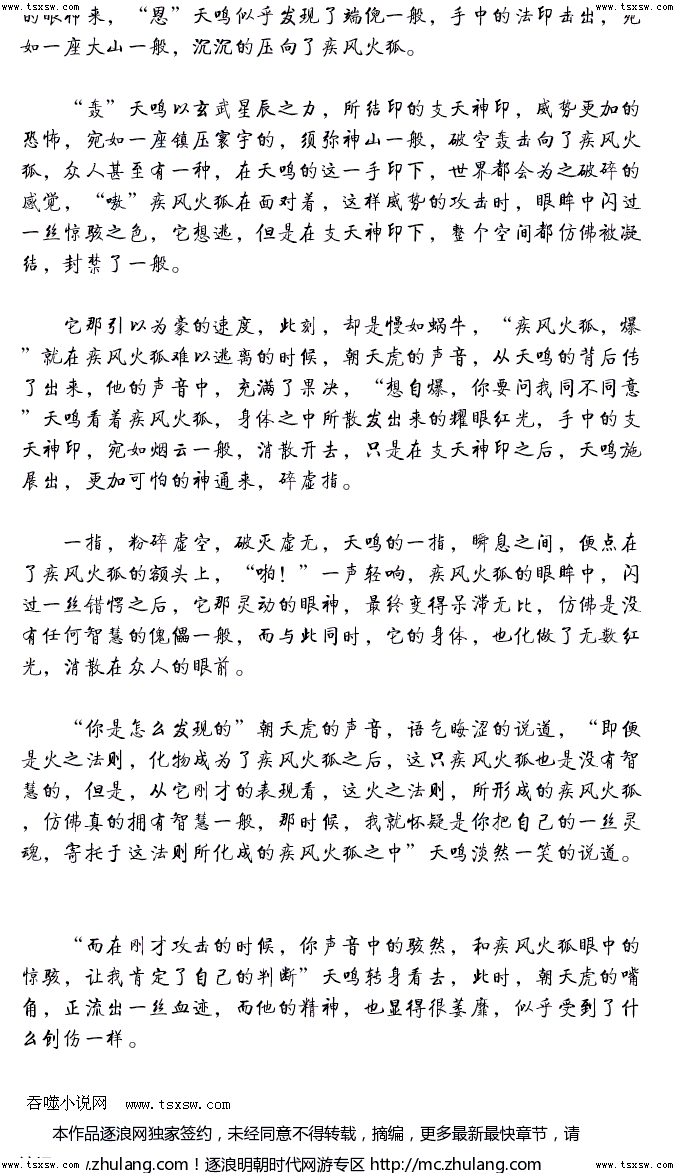 www.tsxsw.com www.tsxsw.com www.tsxsw.com www.tsxsw.com www.tsxsw.com
的眼神来，“恩”天鸣似乎发现了端倪一般，手中的法印击出，宛
如一座大山一般，沉沉的压向了疾风火狐。
“轰”天鸣以玄武星辰之力，所结印的支天神印，威势更加的
恐怖，宛如一座镇压寰宇的，须弥神山一般，破空轰击向了疾风火
狐，众人甚至有一种，在天鸣的这一手印下，世界都会为之破碎的
感觉，“嗷”疾风火狐在面对着，这样威势的攻击时，眼眸中闪过
一丝惊骇之色，它想逃，但是在支天神印下，整个空间都仿佛被凝
结，封禁了一般。
它那引以为豪的速度，此刻，却是慢如蜗牛，“疾风火狐，爆
”就在疾风火狐难以逃离的时候，朝天虎的声音，从天鸣的背后传
了出来，他的声音中，充满了果决，“想自爆，你要问我同不同意
”天鸣看着疾风火狐，身体之中所散发出来的耀眼红光，手中的支
天神印，宛如烟云一般，消散开去，只是在支天神印之后，天鸣施
展出，更加可怕的神通来，碎虚指。
一指，粉碎虚空，破灭虚无，天鸣的一指，瞬息之间，便点在
了疾风火狐的额头上，“啪！”一声轻响，疾风火狐的眼眸中，闪
过一丝错愕之后，它那灵动的眼神，最终变得呆滞无比，仿佛是没
有任何智慧的傀儡一般，而与此同时，它的身体，也化做了无数红
光，消散在众人的眼前。
“你是怎么发现的”朝天虎的声音，语气晦涩的说道，“即便
是火之法则，化物成为了疾风火狐之后，这只疾风火狐也是没有智
慧的，但是，从它刚才的表现看，这火之法则，所形成的疾风火狐
，仿佛真的拥有智慧一般，那时候，我就怀疑是你把自己的一丝灵
魂，寄托于这法则所化成的疾风火狐之中”天鸣淡然一笑的说道。
“而在刚才攻击的时候，你声音中的骇然，和疾风火狐眼中的
惊骇，让我肯定了自己的判断”天鸣转身看去，此时，朝天虎的嘴
角，正流出一丝血迹，而他的精神，也显得很萎靡，似乎受到了什
么创伤一样。
吞噬小说网 www.tsxsw.com
本作品逐浪网独家签约，未经同意不得转载，摘编，更多最新最快章节，请
.zhulang.com！逐浪明朝时代网游专区 http://mc.zhulang.com
www.tsxsw.com www.tsxsw.com www.tsxsw.com www.tsxsw.com www.tsxsw.com